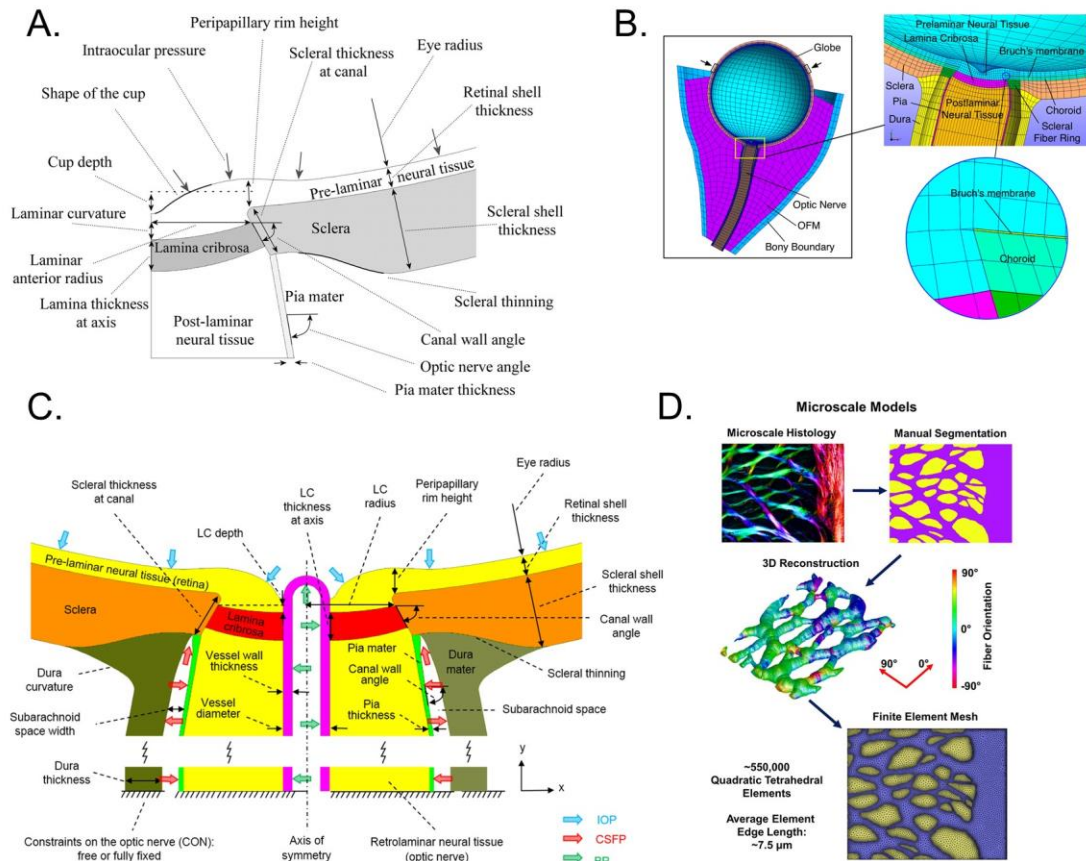 A.
Peripapillary rim height
Intraocular pressure
Scleral thickness
at canal
Eye radius
Shape of the cup
Retinal shell
thickness
Cup depth
Pre-laminar neural tissue
Laminar curvature
Lamina cribrosa
Sclera
Scleral shell
thickness
Laminar
anterior radius
Lamina thickness
at axis
Pia mater
Scleral thinning
Post-laminar
neural tissue
Canal wall angle
Optic nerve angle
Pia mater thickness
B.
Globe
Optic Nerve
OFM
Bony Boundary
Prelaminar Neural Tissue
Lamina Cribrosa
Bruch's membrane
Sclera
Pia
Dura
Postlaminar
Neural Tissue
Choroid
Scleral
Fiber Ring
Bruch's membrane
Choroid
C.
Scleral thickness
at canal
LC depth
LC
thickness
at axis
LC
radius
Peripapillary
rim height
Eye radius
Retinal shell
thickness
Pre-laminar neural tissue (retina)
Sclera
Lamina
cribrosa
Scleral shell
thickness
Canal wall
angle
Dura
curvature
Vessel wall
thickness
Pia mater
Canal wall
angle
Dura
mater
Scleral thinning
Subarachnoid
space width
Vessel
diameter
Pia
thickness
Subarachnoid space
Dura
thickness
y
x
Constraints on the optic nerve (CON):
free or fully fixed
Axis of
symmetry
Retrolaminar neural tissue
(optic nerve)
IOP
CSFP
BP
D.
Microscale Models
Microscale Histology
Manual Segmentation
3D Reconstruction
90°
0°
-90°
Fiber Orientation
90°
0°
Finite Element Mesh
~550,000
Quadratic Tetrahedral
Elements
Average Element
Edge Length:
~7.5 µm